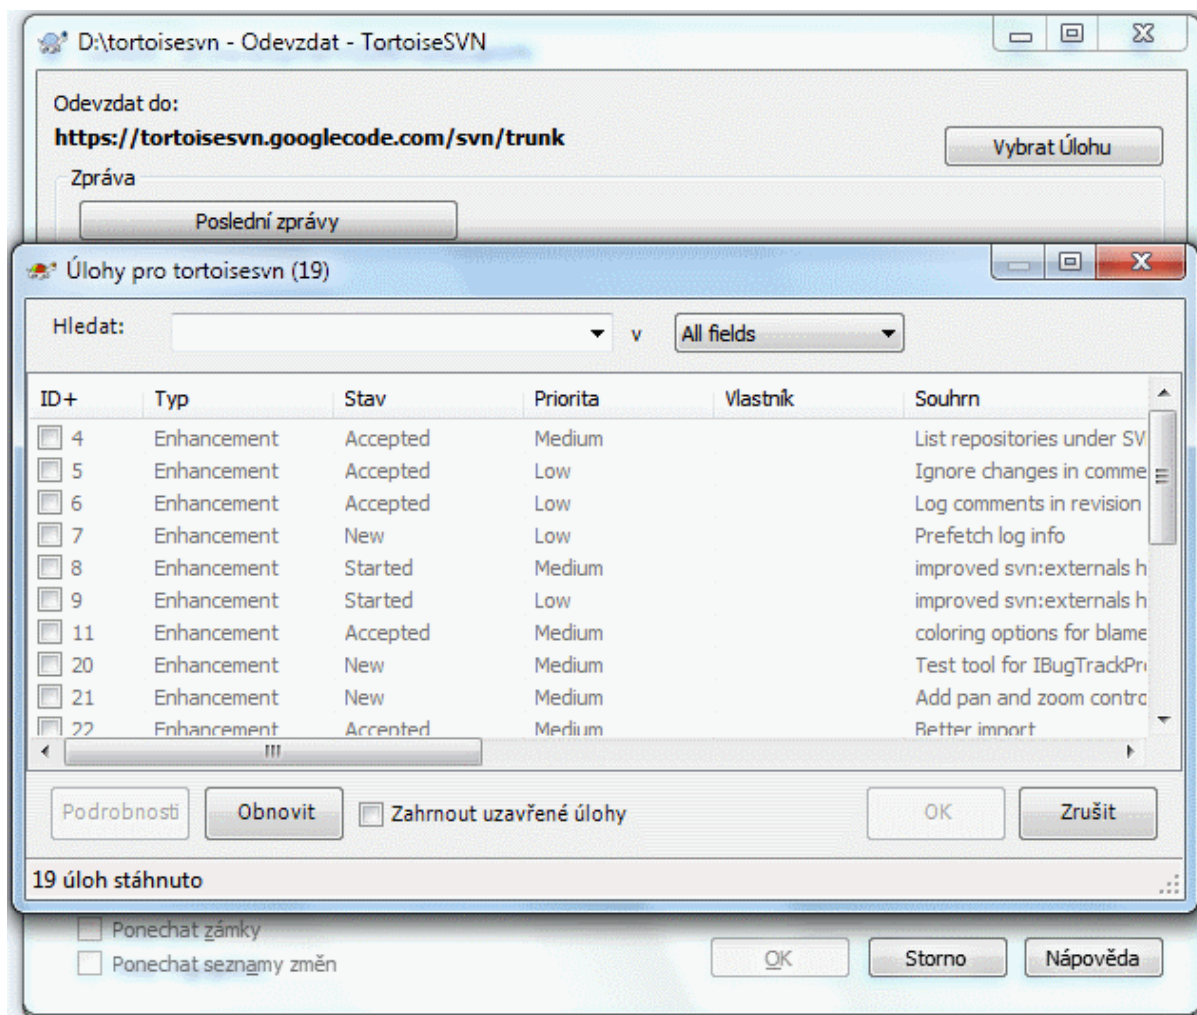 D:\tortoisesvn - Odevzdat - TortoiseSVN
Odevzdat do:
https://tortoisesvn.googlecode.com/svn/trunk
Vybrat Úlohu
Zpráva
Poslední zprávy
Úlohy pro tortoisesvn (19)
Hledat: v All fields
ID+ Typ Stav Priorita Vlastník Souhrn
4 Enhancement Accepted Medium List repositories under SV
5 Enhancement Accepted Low Ignore changes in comme
6 Enhancement Accepted Low Log comments in revision
7 Enhancement New Low Prefetch log info
8 Enhancement Started Medium improved svn:externals h
9 Enhancement Started Low improved svn:externals h
11 Enhancement Accepted Medium coloring options for blame
20 Enhancement New Medium Test tool for IBugTrackPr
21 Enhancement New Medium Add pan and zoom contro
22 Enhancement Accepted Medium Better import
Podrobnosti Obnovit Zahrnout uzavřené úlohy OK Zrušit
19 úloh stáhnuto
Ponechat zámky
Ponechat seznamy změn
OK Storno Nápověda